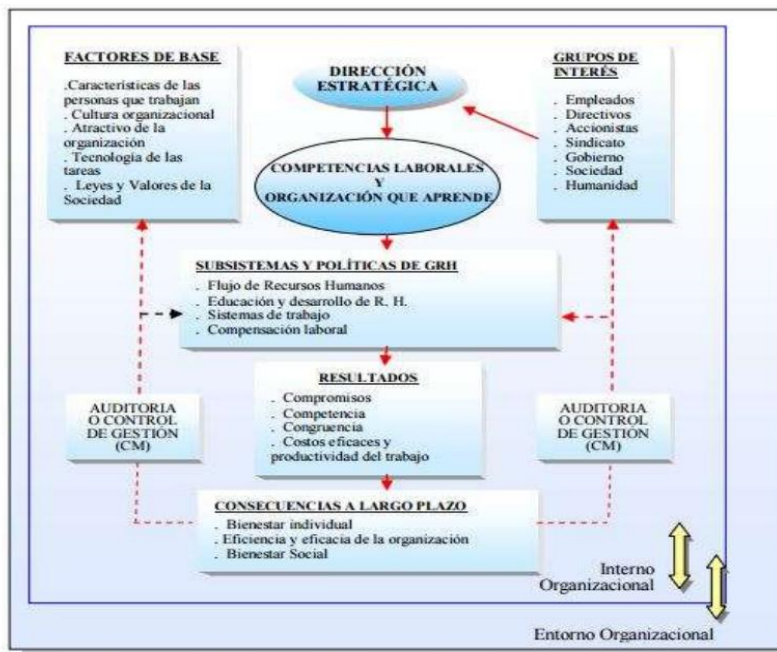 FACTORES DE BASE
.Características de las
personas que trabajan
. Cultura organizacional
. Atractivo de la
organización
. Tecnología de las
tareas
. Leyes y Valores de la
Sociedad
DIRECCIÓN
ESTRATÉGICA
GRUPOS DE
INTERÉS
. Empleados
. Directivos
. Accionistas
. Sindicato
. Gobierno
. Sociedad
. Humanidad
COMPETENCIAS LABORALES
Y
ORGANIZACIÓN QUE APRENDE
SUBSISTEMAS Y POLÍTICAS DE GRH
. Flujo de Recursos Humanos
. Educación y desarrollo de R. H.
. Sistemas de trabajo
. Compensación laboral
RESULTADOS
. Compromisos
. Competencia
. Congruencia
. Costos eficaces y
productividad del trabajo
AUDITORIA
O CONTROL
DE GESTIÓN
(CM)
AUDITORIA
O CONTROL
DE GESTIÓN
(CM)
CONSECUENCIAS A LARGO PLAZO
. Bienestar individual
. Eficiencia y eficacia de la organización
. Bienestar Social
Interno
Organizacional
Entorno Organizacional